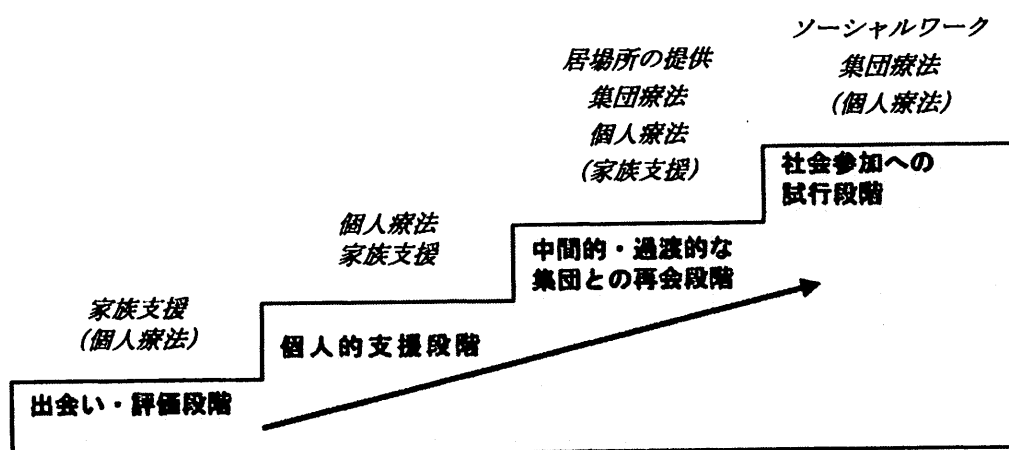 ソーシャルワーク
集団療法
（個人療法）
居場所の提供
集団療法
個人療法
（家族支援）
社会参加への
試行段階
個人療法
家族支援
中間的・過渡的な
集団との再会段階
家族支援
（個人療法）
個人的支援段階
出会い・評価段階